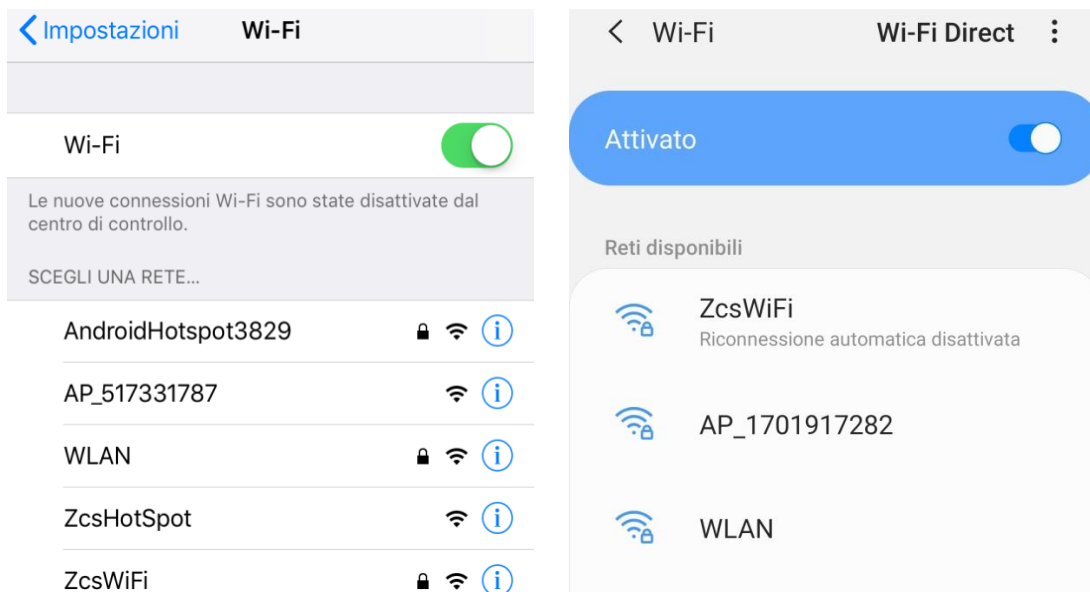 Impostazioni
Wi-Fi
Wi-Fi
Le nuove connessioni Wi-Fi sono state disattivate dal
centro di controllo.
SCEGLI UNA RETE...
AndroidHotspot3829
AP_517331787
WLAN
ZcsHotSpot
ZcsWiFi
Wi-Fi
Wi-Fi Direct
Attivato
Reti disponibili
ZcsWiFi
Riconnessione automatica disattivata
AP_1701917282
WLAN